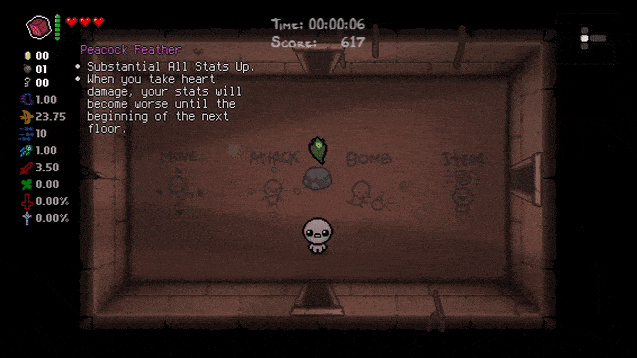 TIME: 00:00:06
SCORE: 617
Peacock Feather
• Substantial All Stats Up.
• When you take heart
damage, your stats will
become worse until the
beginning of the next
floor.
00
01
00
1.00
23.75
10
1.00
3.50
0.00
0.00%
0.00%
MOVE ATTACK BOMB ITEM